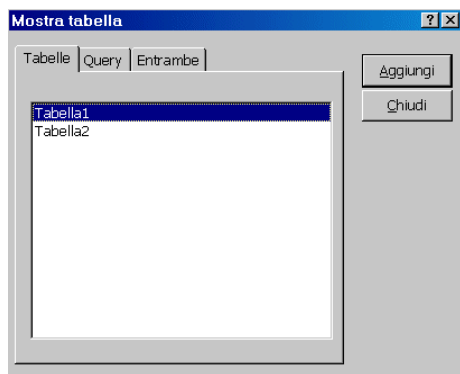 Mostra tabella
Tabelle Query Entrambe
Aggiungi
Chiudi
Tabella1
Tabella2